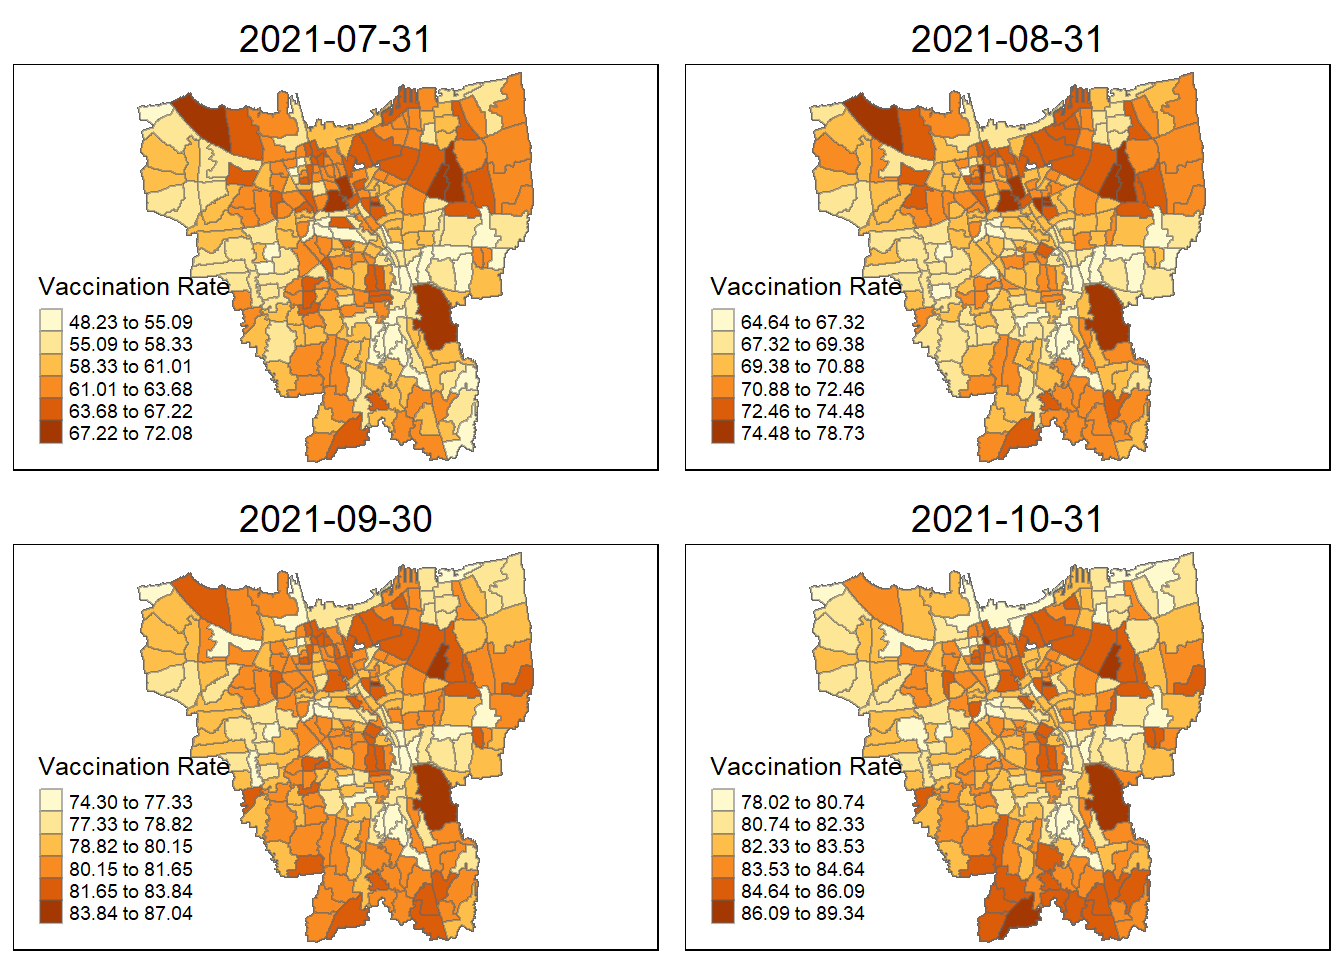 2021-07-31
Vaccination Rate
48.23 to 55.09
55.09 to 58.33
58.33 to 61.01
61.01 to 63.68
63.68 to 67.22
67.22 to 72.08
2021-08-31
Vaccination Rate
64.64 to 67.32
67.32 to 69.38
69.38 to 70.88
70.88 to 72.46
72.46 to 74.48
74.48 to 78.73
2021-09-30
Vaccination Rate
74.30 to 77.33
77.33 to 78.82
78.82 to 80.15
80.15 to 81.65
81.65 to 83.84
83.84 to 87.04
2021-10-31
Vaccination Rate
78.02 to 80.74
80.74 to 82.33
82.33 to 83.53
83.53 to 84.64
84.64 to 86.09
86.09 to 89.34